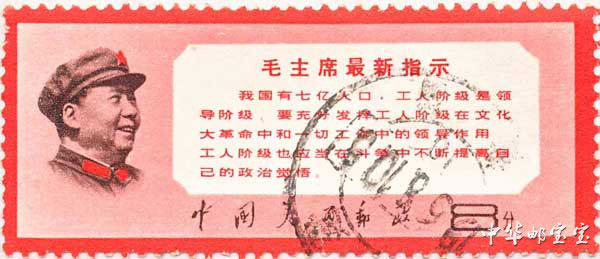 毛主席最新指示
我国有七亿人口,工人阶级是领
导阶级,要充分发挥工人阶级在文化
大革命中和一切工作中的领导作用
工人阶级也应当在斗争中不断提高自
己的政治觉悟。
中国人民邮政
8分
中华邮宝宝